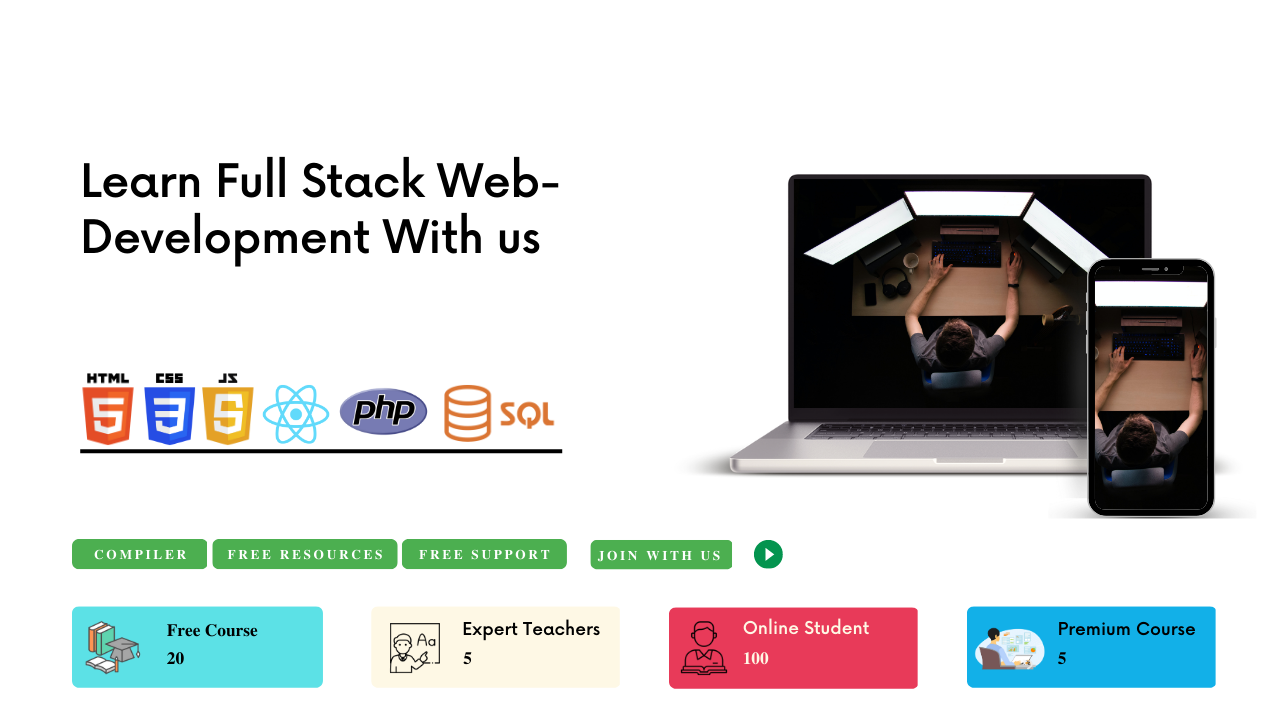 Learn Full Stack Web-
Development With us
HTML CSS JS
5 3 5 php SQL
COMPILER FREE RESOURCES FREE SUPPORT JOIN WITH US
Free Course
20
Expert Teachers
5
Aa
Online Student
100
Premium Course
5